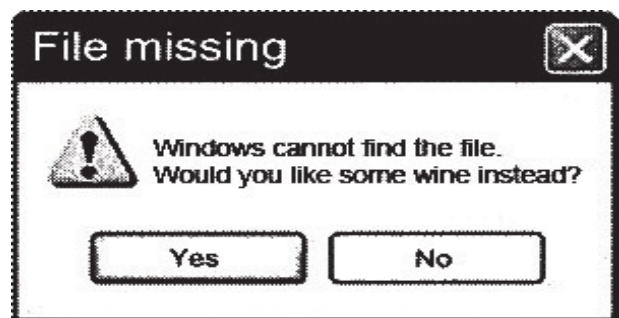 File missing
Windows cannot find the file.
Would you like some wine instead?
Yes
No